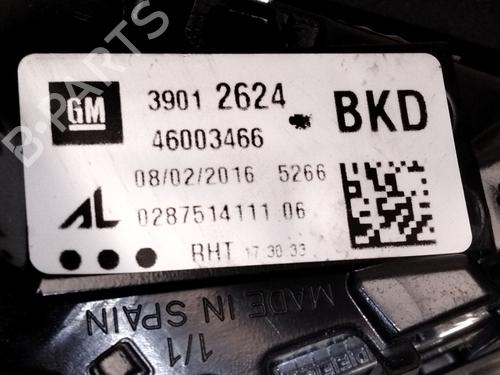 B-PARTS
GM 3901 2624 BKD
46003466
08/02/2016 5266
AL 0287514111 06
RHT 17.30.33
MADE IN SPAIN
1/1